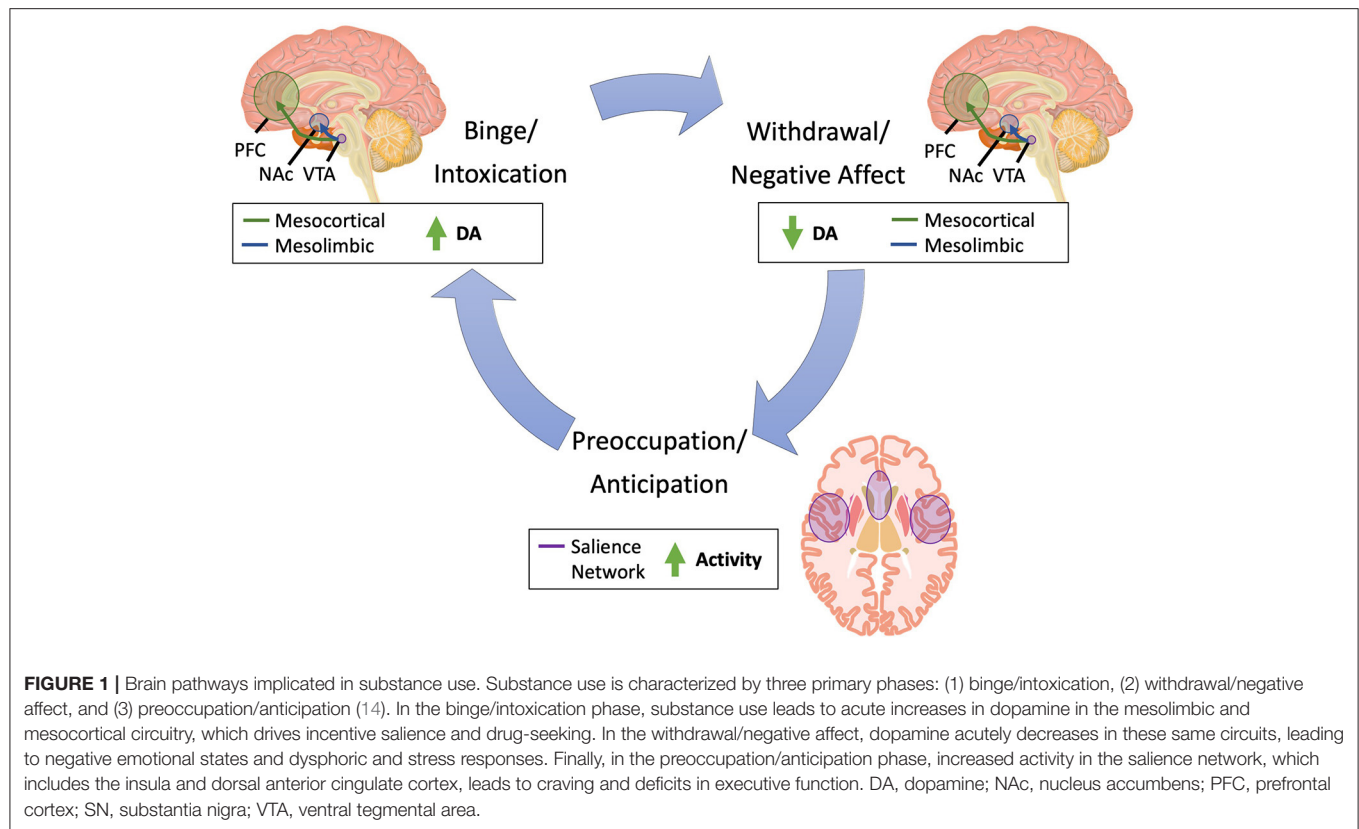 Binge/
Intoxication
PFC
NAc VTA
Mesocortical
Mesolimbic
DA
Withdrawal/
Negative Affect
PFC
NAc VTA
DA
Mesocortical
Mesolimbic
Preoccupation/
Anticipation
Salience
Network
Activity
FIGURE 1 | Brain pathways implicated in substance use. Substance use is characterized by three primary phases: (1) binge/intoxication, (2) withdrawal/negative
affect, and (3) preoccupation/anticipation (14). In the binge/intoxication phase, substance use leads to acute increases in dopamine in the mesolimbic and
mesocortical circuitry, which drives incentive salience and drug-seeking. In the withdrawal/negative affect, dopamine acutely decreases in these same circuits, leading
to negative emotional states and dysphoric and stress responses. Finally, in the preoccupation/anticipation phase, increased activity in the salience network, which
includes the insula and dorsal anterior cingulate cortex, leads to craving and deficits in executive function. DA, dopamine; NAc, nucleus accumbens; PFC, prefrontal
cortex; SN, substantia nigra; VTA, ventral tegmental area.